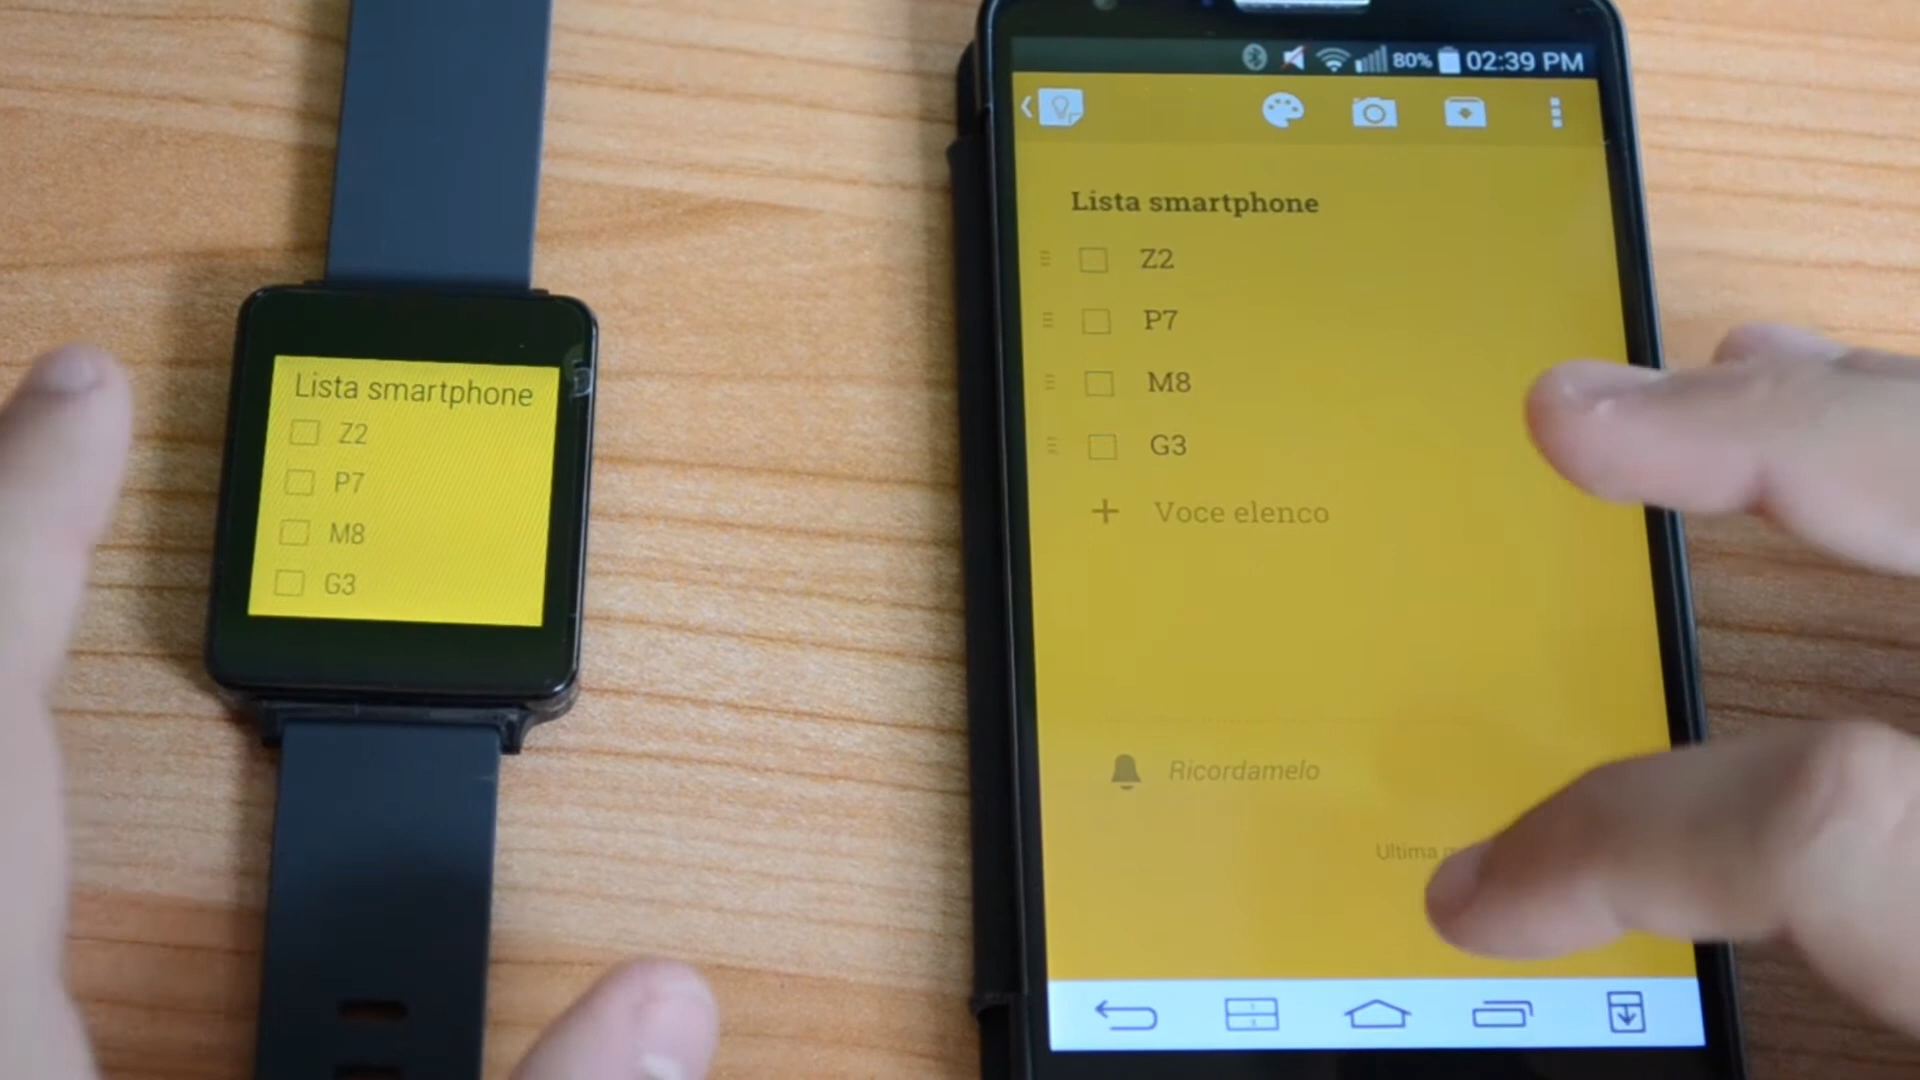 Lista smartphone
Z2
P7
M8
G3
80% 02:39 PM
Lista smartphone
Z2
P7
M8
G3
+ Voce elenco
Ricordamelo
Ultima